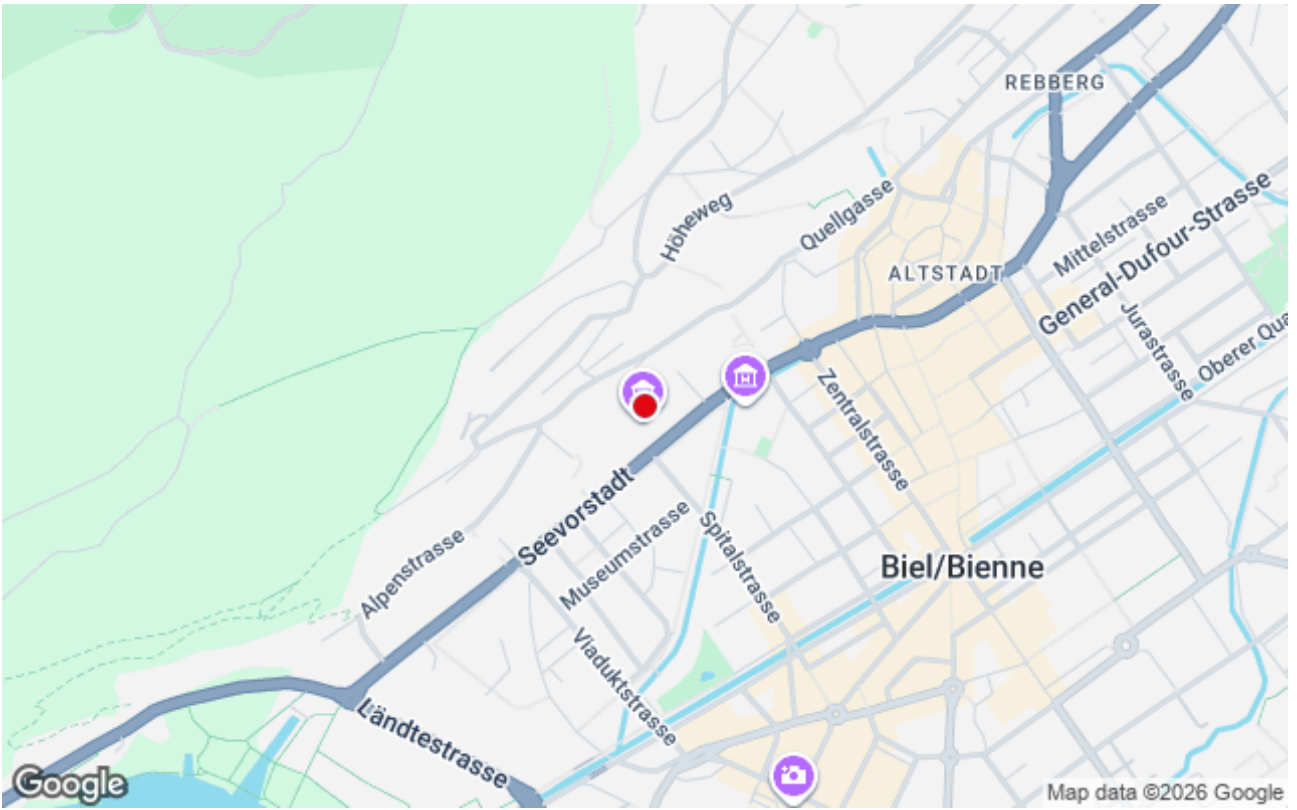 REBBERG
Höheweg
Quellgasse
Mittelstrasse
General-Dufour-Strasse
ALTSTADT
Jurastrasse
Oberer Qua
Zentralstrasse
Seevorstadt
Museumstrasse
Spitalstrasse
Biel/Bienne
Alpenstrasse
Viaduktstrasse
Ländtestrasse
Google
Map data ©2026 Google